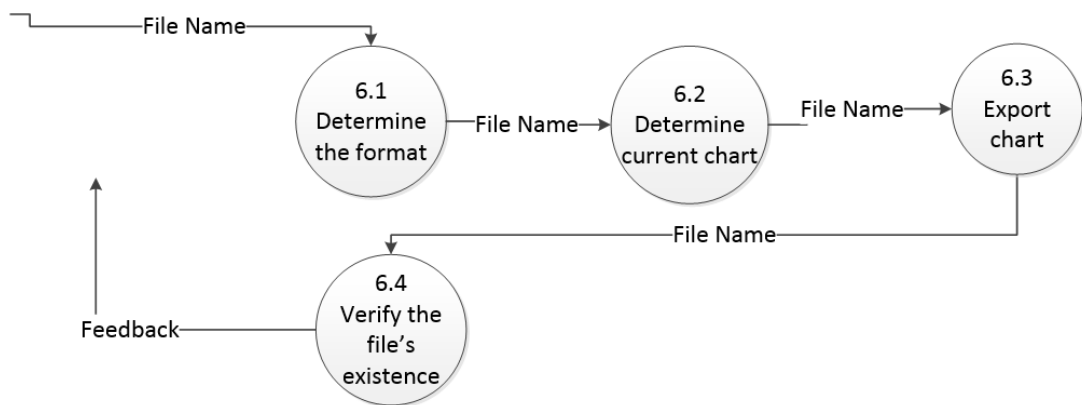 File Name
6.1
Determine
the format
File Name
6.2
Determine
current chart
File Name
6.3
Export
chart
File Name
6.4
Verify the
file's
existence
Feedback